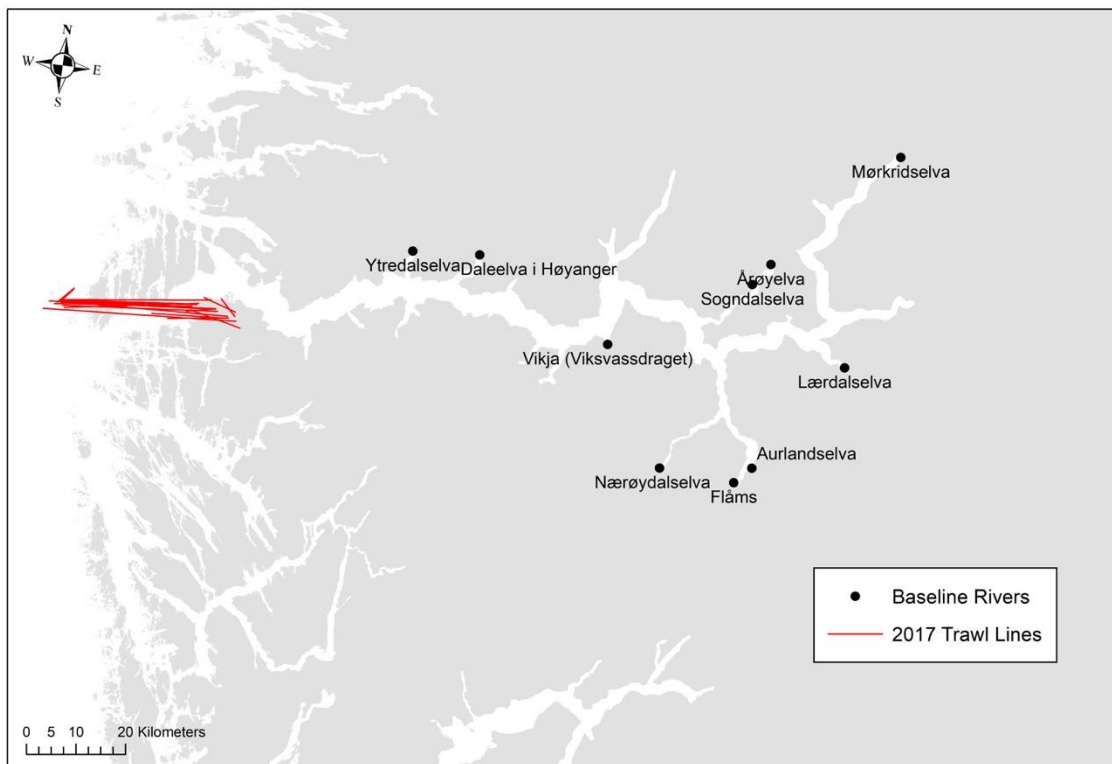 N
W E
S
Mørkridselva
Ytredalselva
Daleelva i Høyanger
Årøyelva
Sogndalselva
Vikja (Viksvassdraget)
Lærdalselva
Aurlandselva
Nærøydalselva
Flåms
Baseline Rivers
2017 Trawl Lines
0 5 10 20 Kilometers